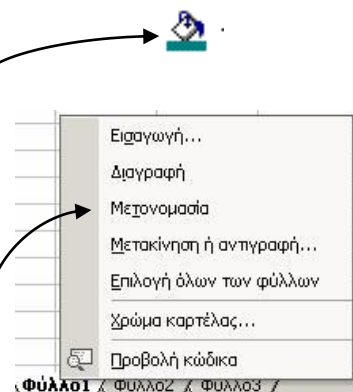 Εισαγωγή...
Διαγραφή
Μετονομασία
Μετακίνηση ή αντιγραφή...
Επιλογή όλων των φύλλων
Χρώμα καρτέλας...
Προβολή κώδικα
Φύλλο1 / Φύλλο2 / Φύλλο3 /